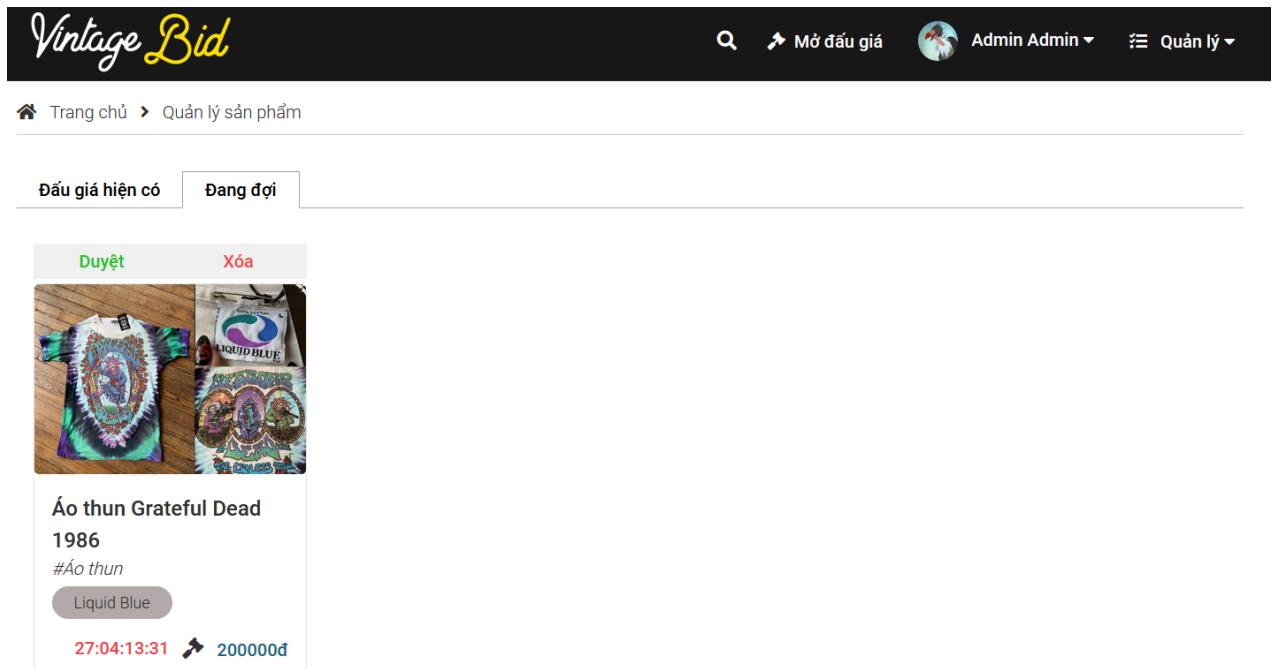 Vintage Bid
Mở đấu giá
Admin Admin
Quản lý
Trang chủ
Quản lý sản phẩm
Đấu giá hiện có
Đang đợi
Duyệt
Xóa
LIQUID BLUE
Áo thun Grateful Dead
1986
#Áo thun
Liquid Blue
27:04:13:31
200000đ